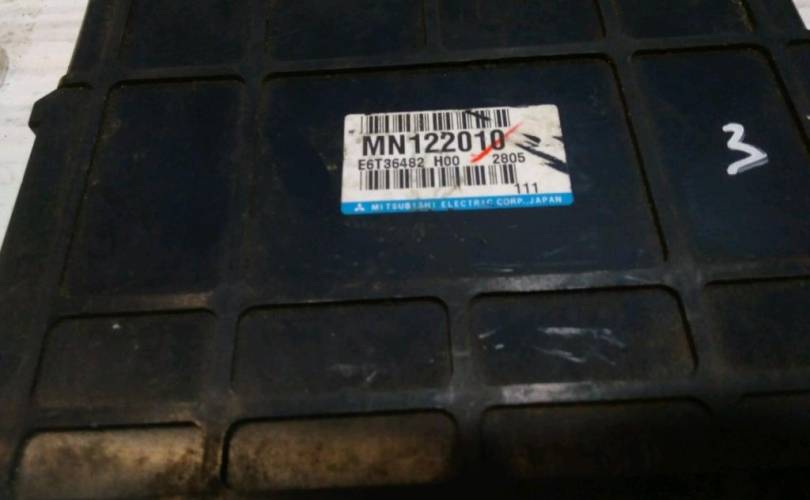 MN122010
E6T36482 H00 2805
111
MITSUBISHI ELECTRIC CORP., JAPAN
3